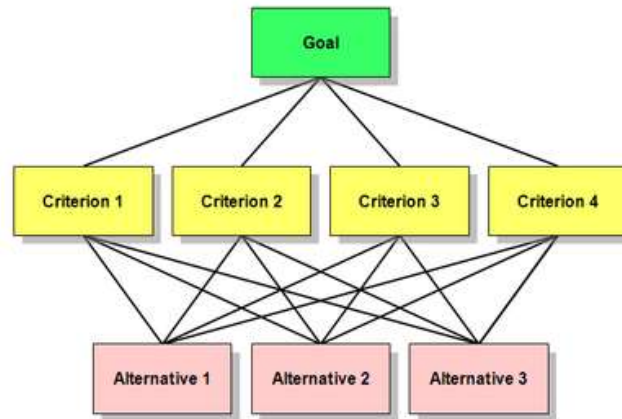 Goal
Criterion 1
Criterion 2
Criterion 3
Criterion 4
Alternative 1
Alternative 2
Alternative 3